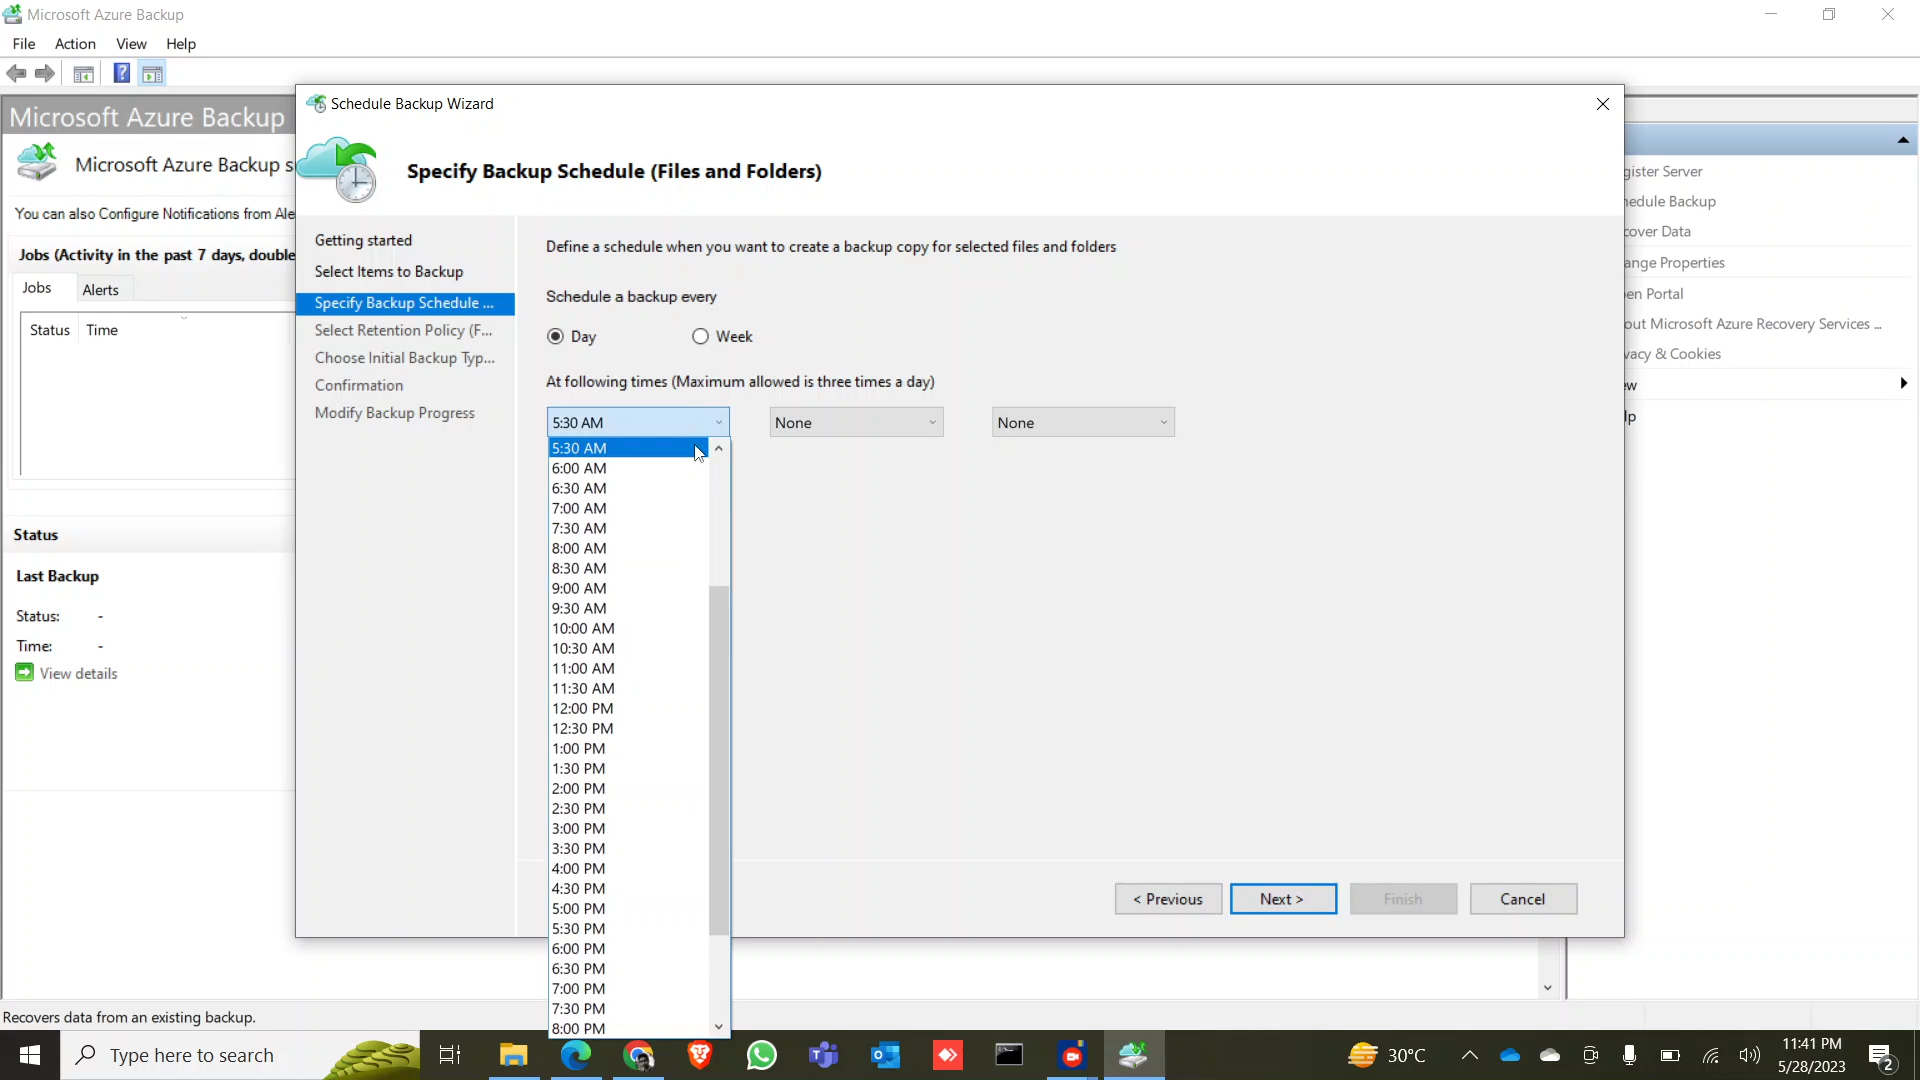 Microsoft Azure Backup
File Action View Help
Microsoft Azure Backup
Microsoft Azure Backup s
You can also Configure Notifications from Ale
Jobs (Activity in the past 7 days, double
Jobs Alerts
Status Time
Status
Last Backup
Status: -
Time: -
View details
Schedule Backup Wizard
Specify Backup Schedule (Files and Folders)
Getting started
Select Items to Backup
Specify Backup Schedule ...
Select Retention Policy (F...
Choose Initial Backup Typ...
Confirmation
Modify Backup Progress
Define a schedule when you want to create a backup copy for selected files and folders
Schedule a backup every
Day Week
At following times (Maximum allowed is three times a day)
5:30 AM None None
5:30 AM
6:00 AM
6:30 AM
7:00 AM
7:30 AM
8:00 AM
8:30 AM
9:00 AM
9:30 AM
10:00 AM
10:30 AM
11:00 AM
11:30 AM
12:00 PM
12:30 PM
1:00 PM
1:30 PM
2:00 PM
2:30 PM
3:00 PM
3:30 PM
4:00 PM
4:30 PM
5:00 PM
5:30 PM
6:00 PM
6:30 PM
7:00 PM
7:30 PM
8:00 PM
< Previous Next > Finish Cancel
gister Server
hedule Backup
cover Data
ange Properties
en Portal
out Microsoft Azure Recovery Services ...
vacy & Cookies
ew
lp
Recovers data from an existing backup.
Type here to search
30°C
11:41 PM
5/28/2023
2